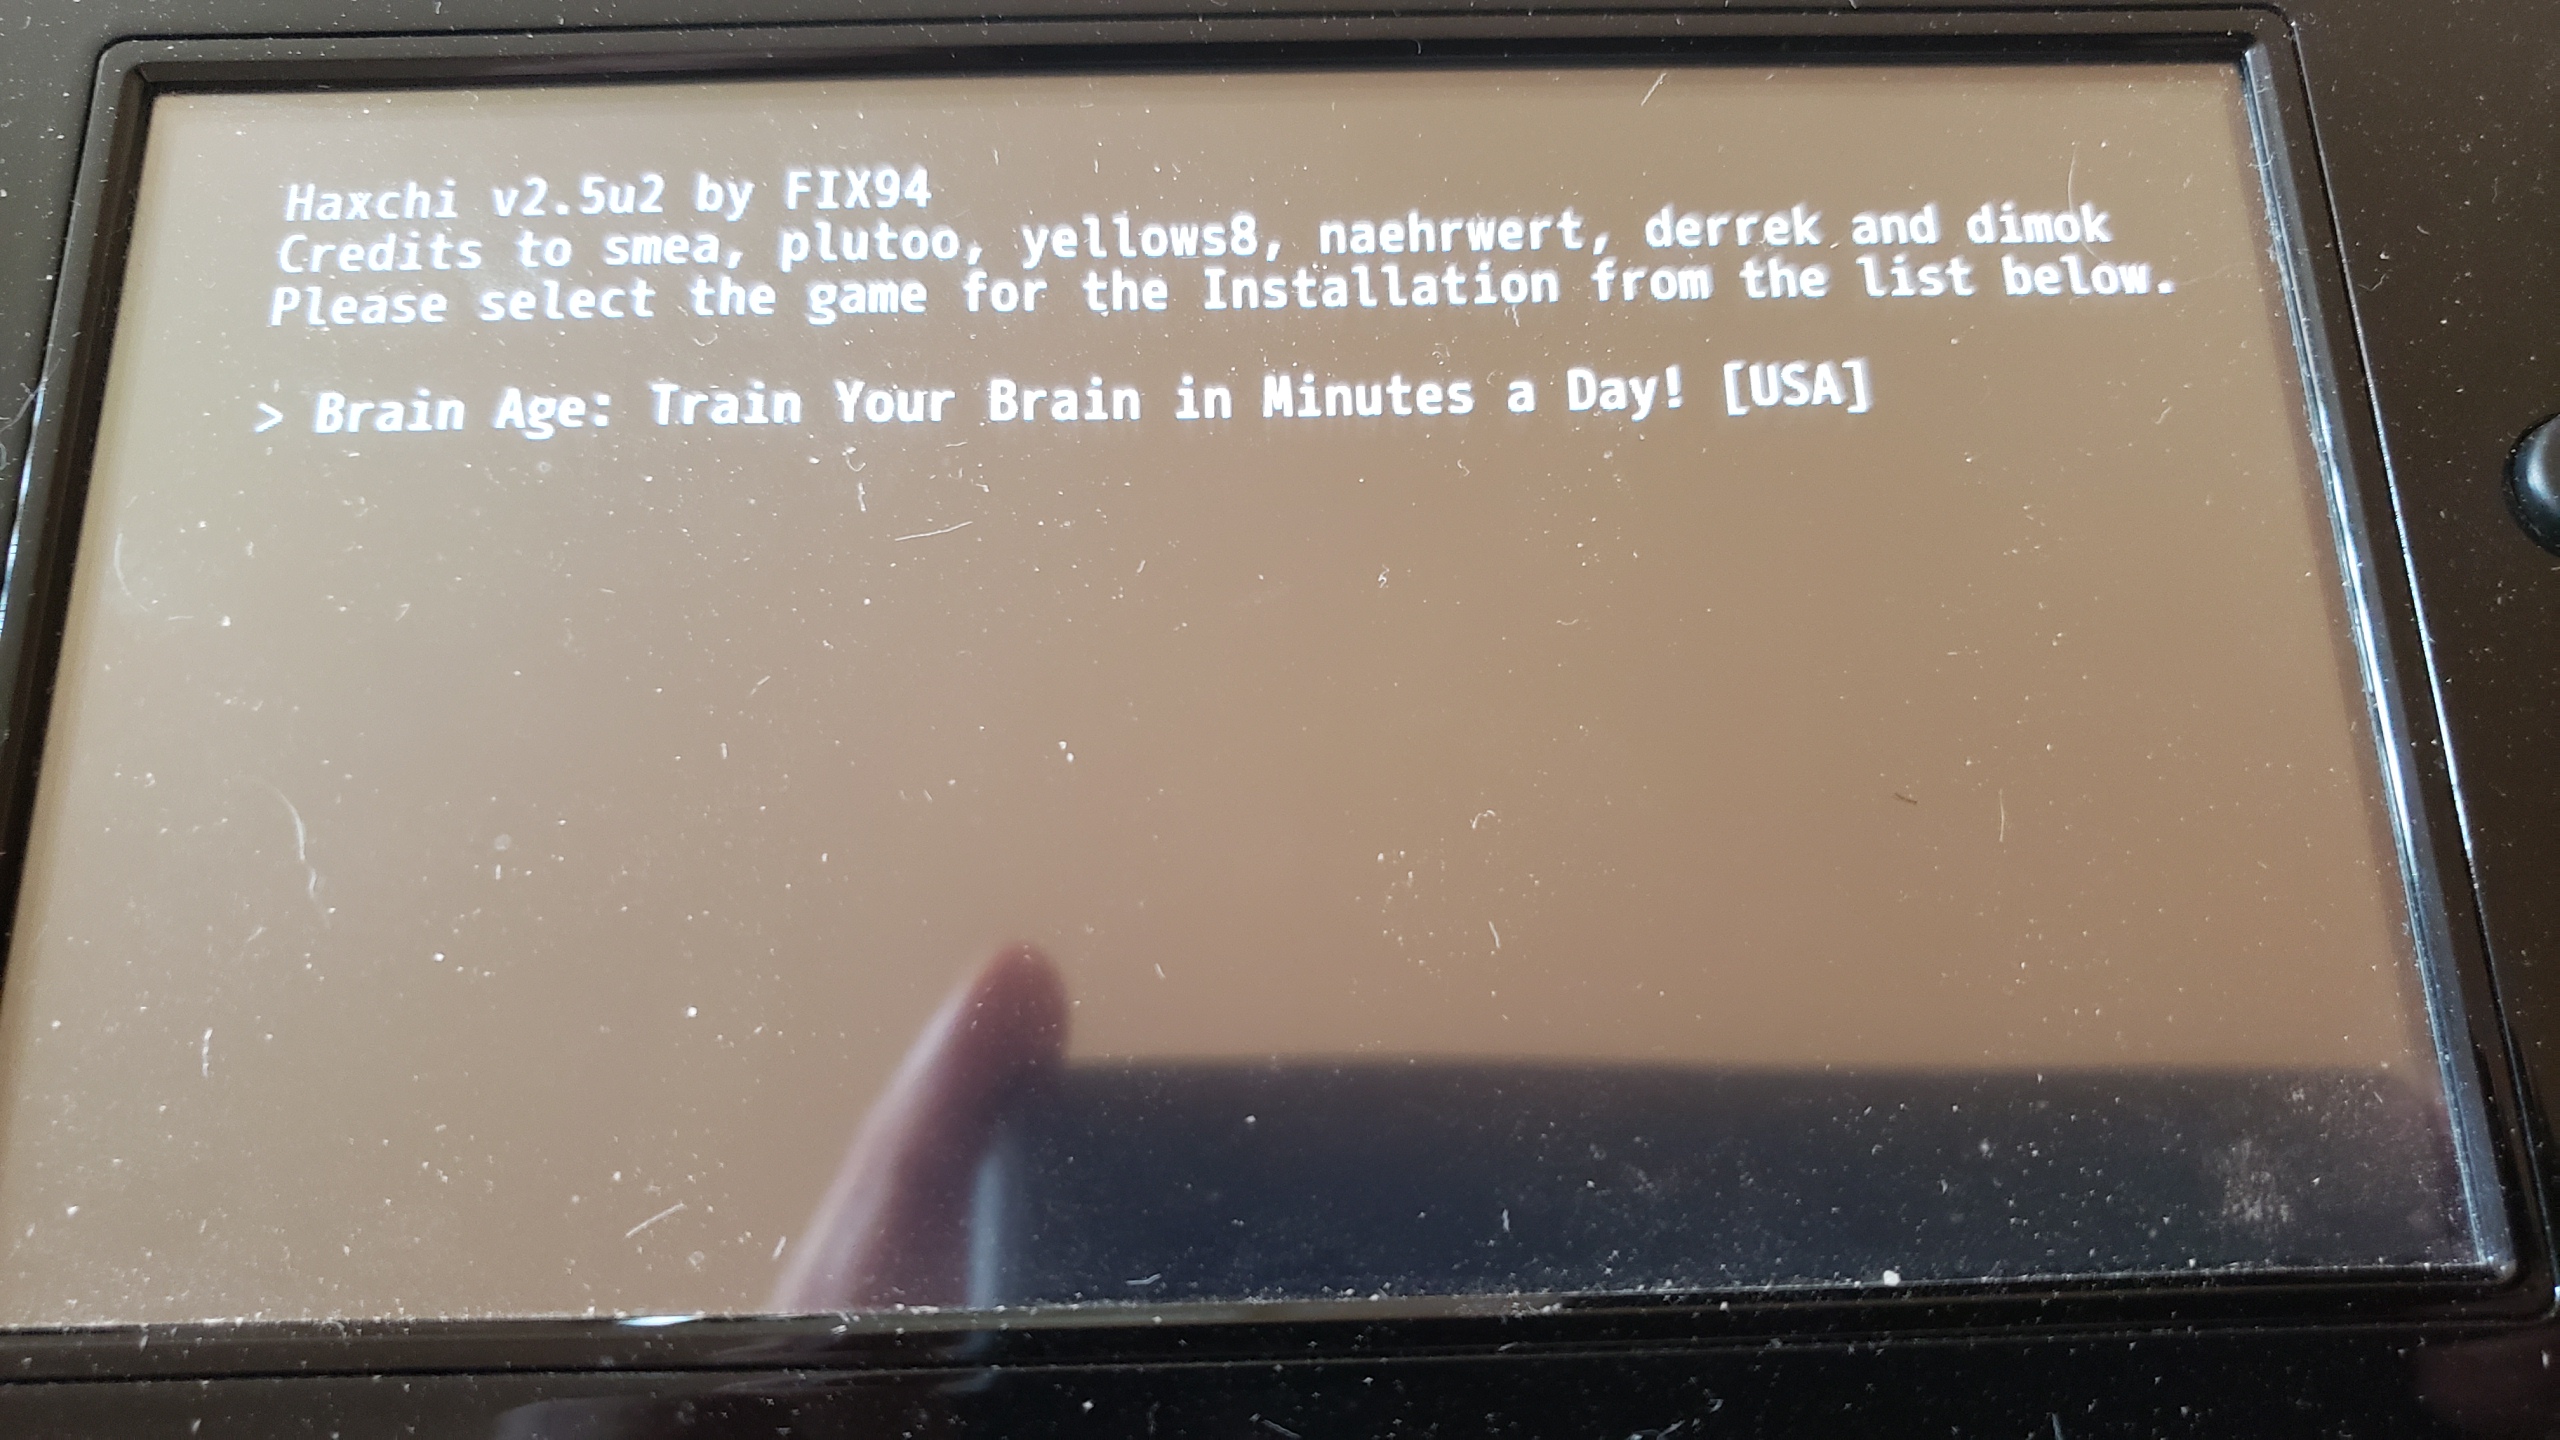 Haxchi v2.5u2 by FIX94
Credits to smea, plutoo, yellows8, naehrwert, derrek and dimok
Please select the game for the Installation from the list below.
> Brain Age: Train Your Brain in Minutes a Day! [USA]